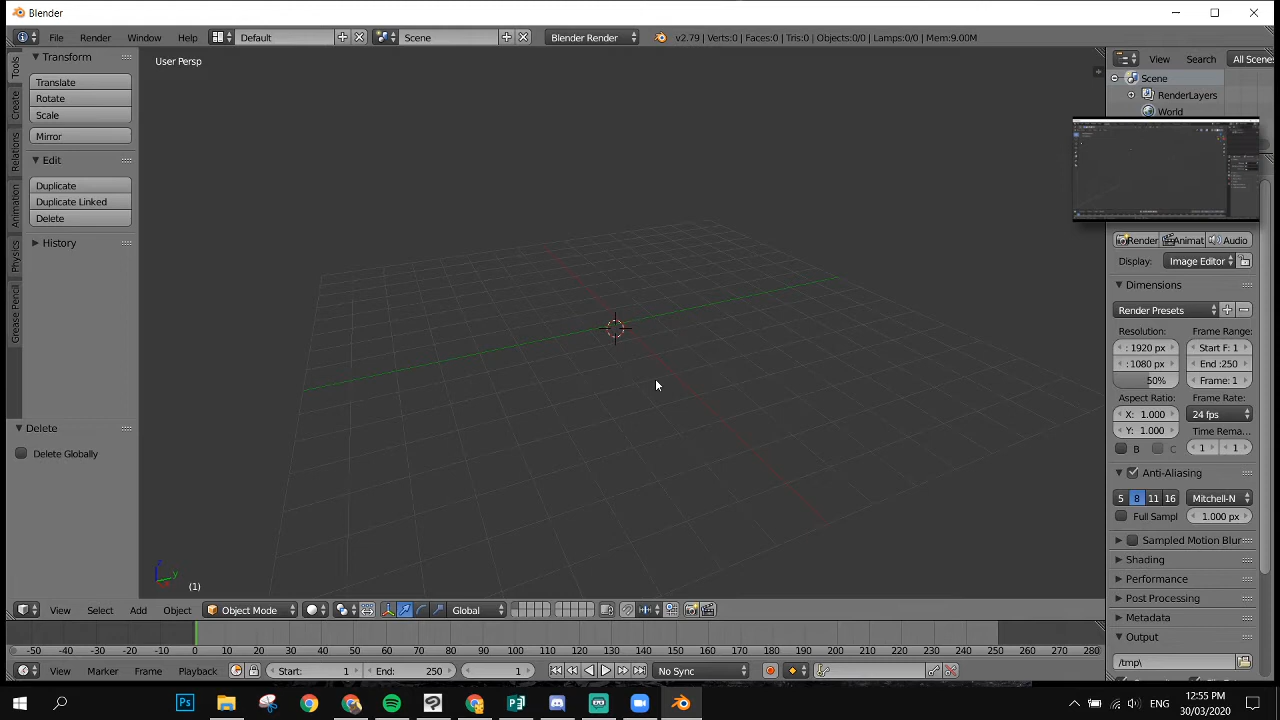 Blender
File Render Window Help Default Scene Blender Render v2.79 | Verts:0 | Faces:0 | Tris:0 | Objects:0/0 | Lamps:0/0 | Mem:9.00M
Tools
Create
Relations
Animation
Physics
Grease Pencil
Transform
Translate
Rotate
Scale
Mirror
Edit
Duplicate
Duplicate Linked
Delete
History
Delete
Delete Globally
User Persp
z
y
x
(1)
View Search All Scenes
Scene
RenderLayers
World
Render Animat Audio
Display: Image Editor
Dimensions
Render Presets
Resolution: Frame Range:
: 1920 px Start F: 1
: 1080 px End :250
50% Frame: 1
Aspect Ratio: Frame Rate:
X: 1.000 24 fps
Y: 1.000 Time Rema...
B C 1 1
Anti-Aliasing
5 8 11 16 Mitchell-N
Full Sampl 1.000 px
Sampled Motion Blur
Shading
Performance
Post Processing
Metadata
Output
/tmp\
View Select Add Object Object Mode Global
-50 -40 -30 -20 -10 0 10 20 30 40 50 60 70 80 90 100 110 120 130 140 150 160 170 180 190 200 210 220 230 240 250 260 270 280
View Marker Frame Playback Start: 1 End: 250 1 No Sync
Ps 12:55 PM
ENG
30/03/2020